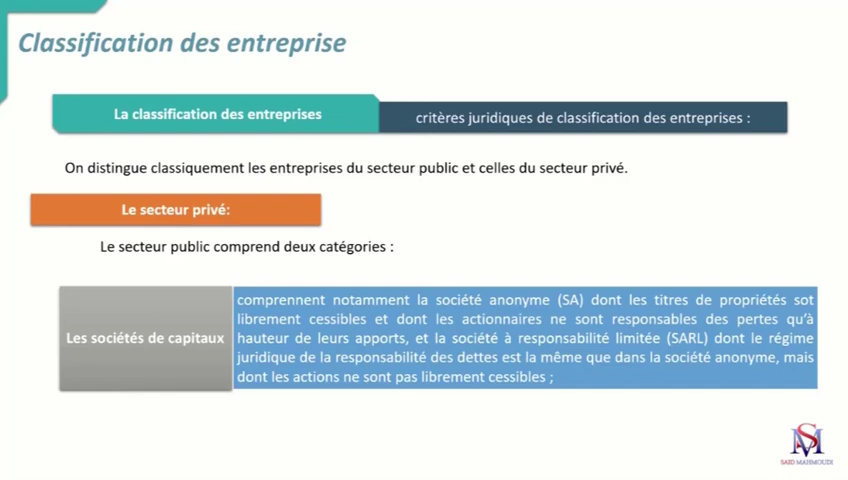 Classification des entreprise
La classification des entreprises
critères juridiques de classification des entreprises :
On distingue classiquement les entreprises du secteur public et celles du secteur privé.
Le secteur privé:
Le secteur public comprend deux catégories :
Les sociétés de capitaux
comprennent notamment la société anonyme (SA) dont les titres de propriétés sot
librement cessibles et dont les actionnaires ne sont responsables des pertes qu'à
hauteur de leurs apports, et la société à responsabilité limitée (SARL) dont le régime
juridique de la responsabilité des dettes est la même que dans la société anonyme, mais
dont les actions ne sont pas librement cessibles ;
SM
SAID MAHMOUDI